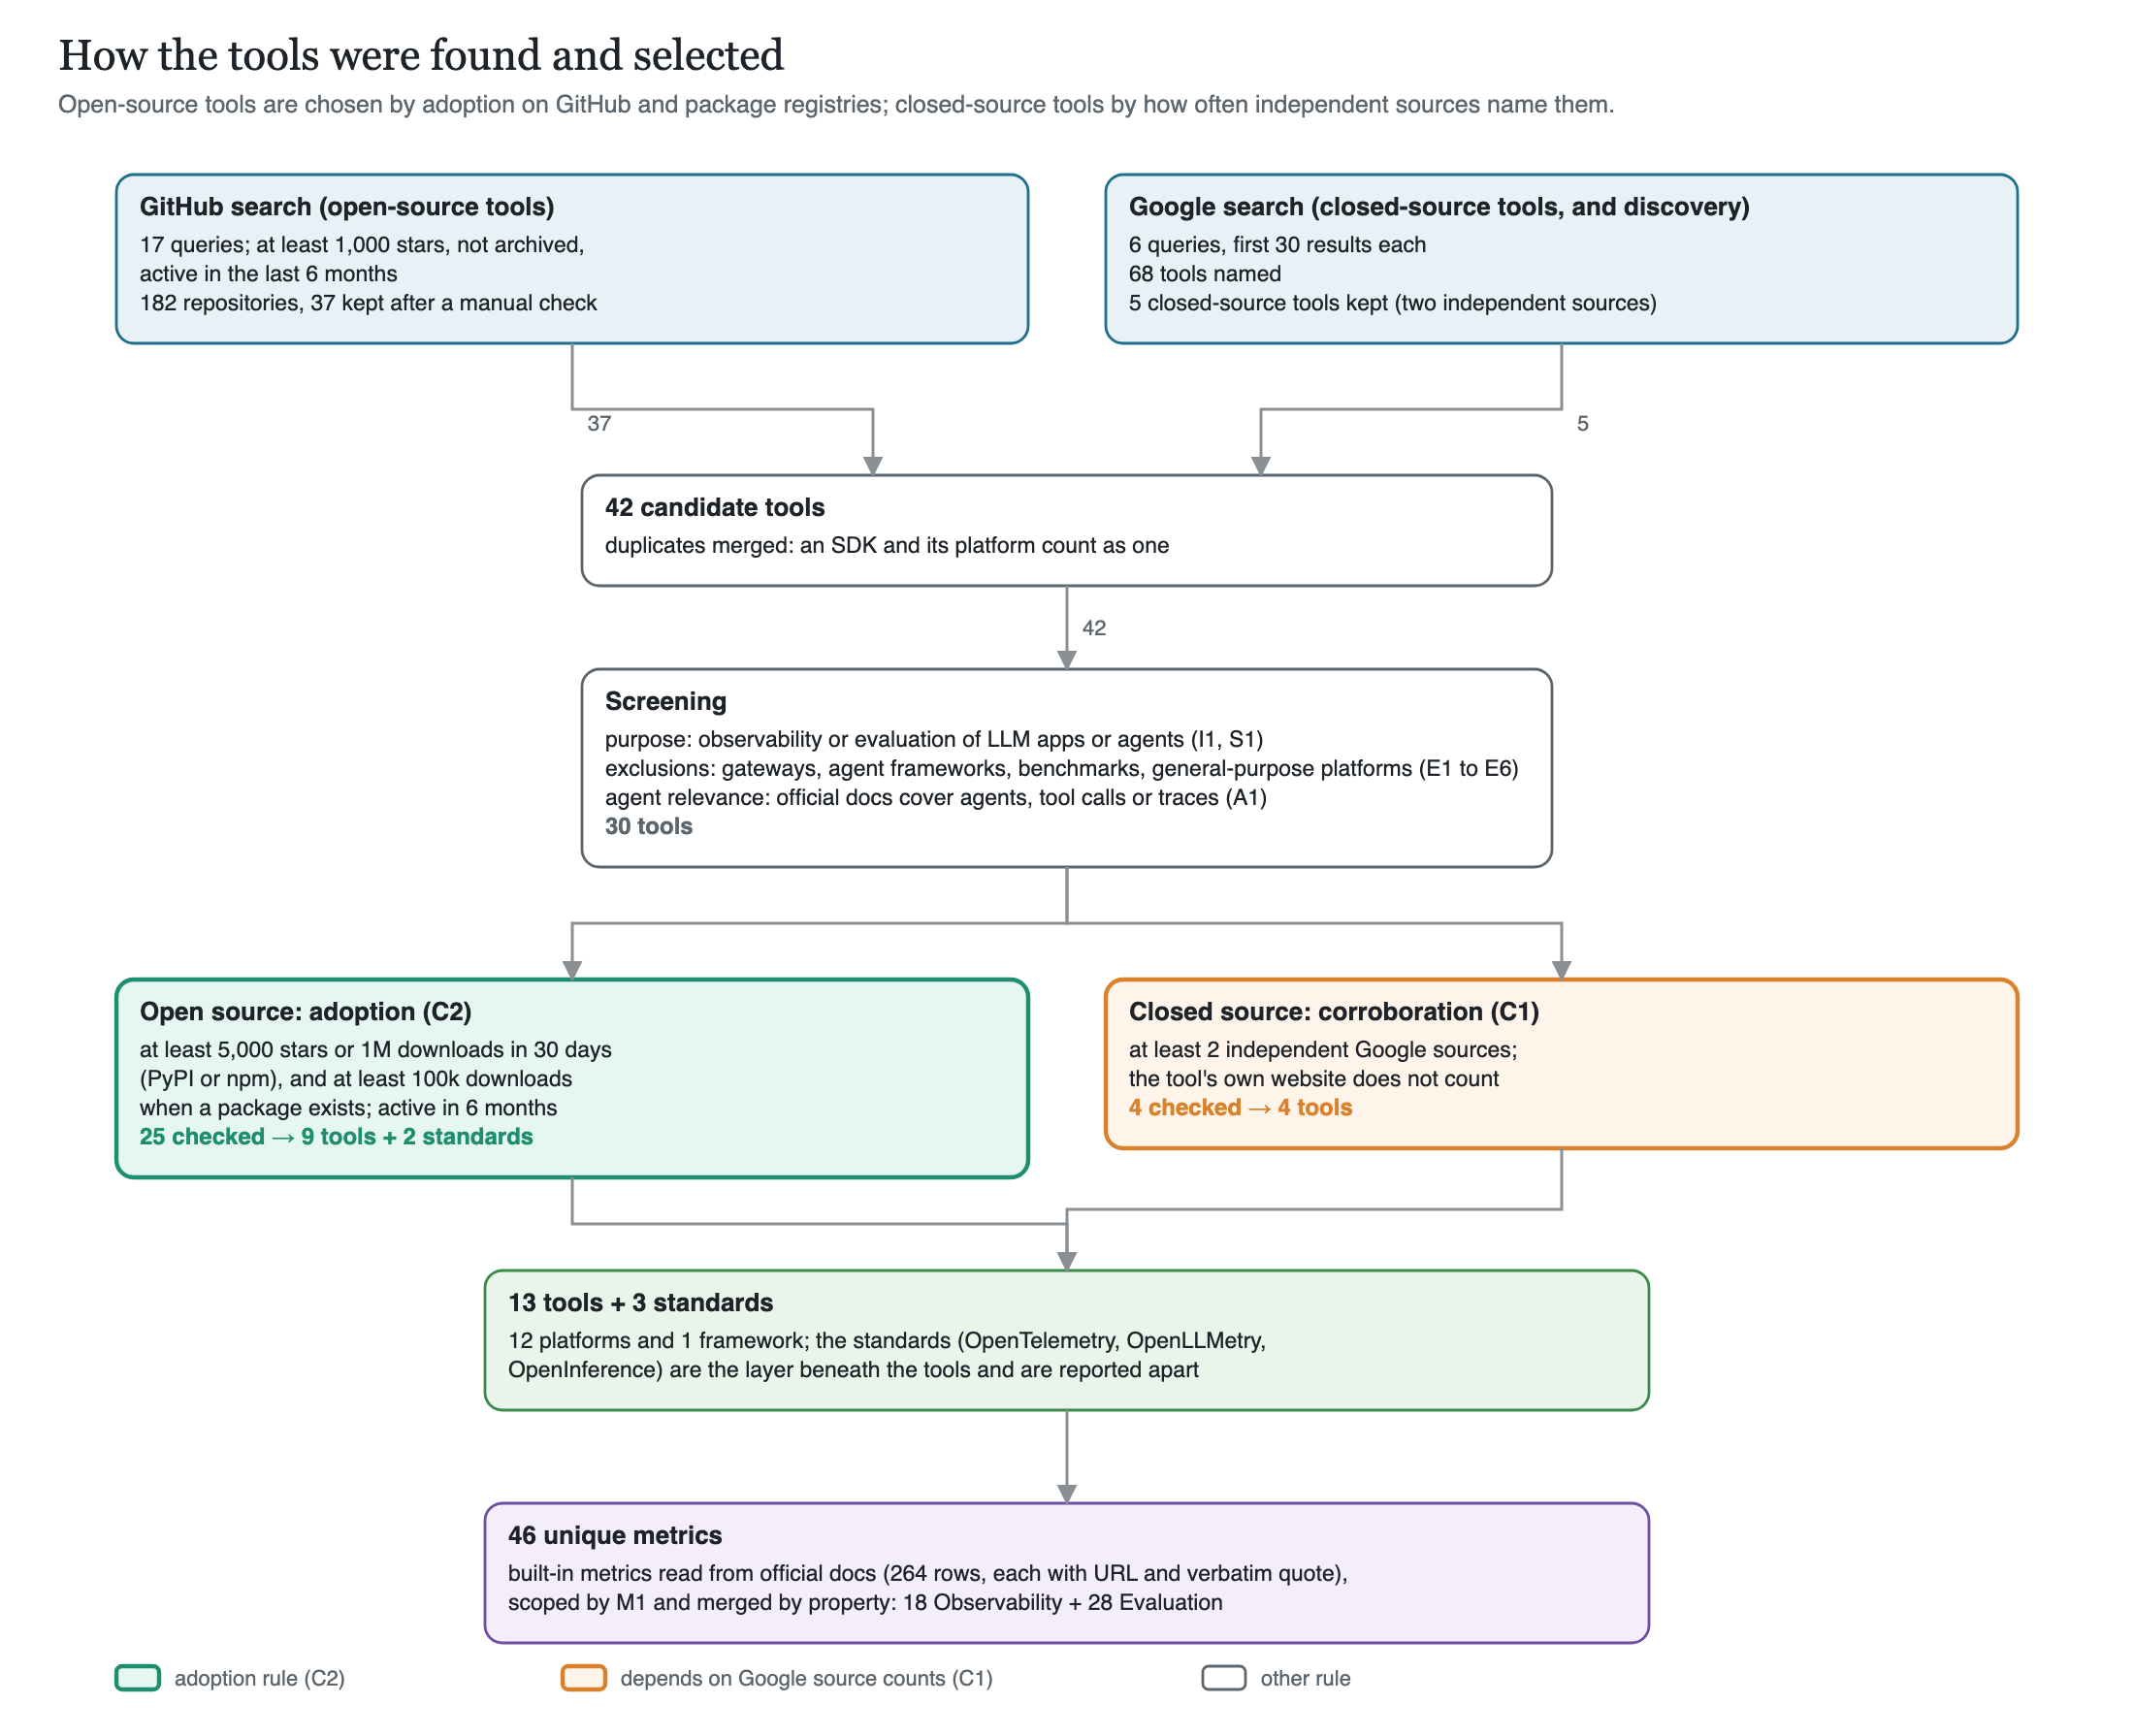 How the tools were found and selected
Open-source tools are chosen by adoption on GitHub and package registries; closed-source tools by how often independent sources name them.
GitHub search (open-source tools)
17 queries; at least 1,000 stars, not archived,
active in the last 6 months
182 repositories, 37 kept after a manual check
Google search (closed-source tools, and discovery)
6 queries, first 30 results each
68 tools named
5 closed-source tools kept (two independent sources)
37
5
42 candidate tools
duplicates merged: an SDK and its platform count as one
42
Screening
purpose: observability or evaluation of LLM apps or agents (I1, S1)
exclusions: gateways, agent frameworks, benchmarks, general-purpose platforms (E1 to E6)
agent relevance: official docs cover agents, tool calls or traces (A1)
30 tools
Open source: adoption (C2)
at least 5,000 stars or 1M downloads in 30 days
(PyPI or npm), and at least 100k downloads
when a package exists; active in 6 months
25 checked → 9 tools + 2 standards
Closed source: corroboration (C1)
at least 2 independent Google sources;
the tool's own website does not count
4 checked → 4 tools
13 tools + 3 standards
12 platforms and 1 framework; the standards (OpenTelemetry, OpenLLMetry,
OpenInference) are the layer beneath the tools and are reported apart
46 unique metrics
built-in metrics read from official docs (264 rows, each with URL and verbatim quote),
scoped by M1 and merged by property: 18 Observability + 28 Evaluation
adoption rule (C2)
depends on Google source counts (C1)
other rule